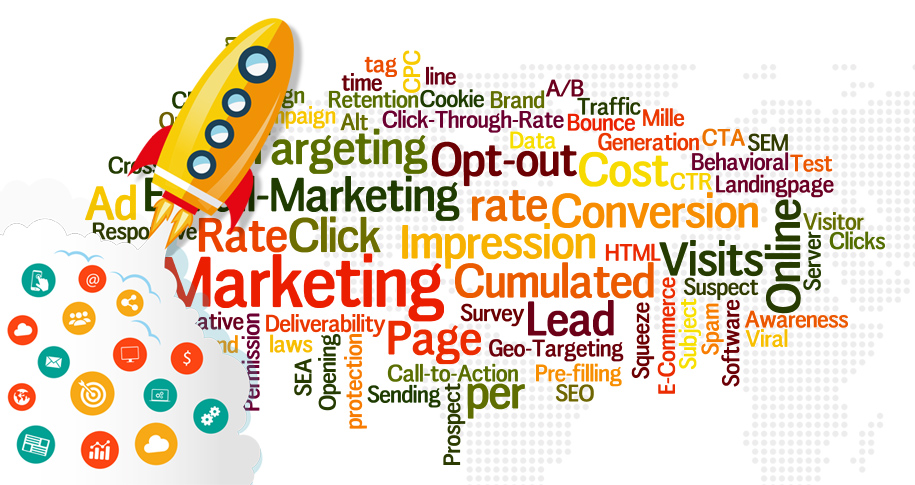 tag
CPC
line
time
A/B
Retention
Cookie
Brand
Traffic
Alt
Click-Through-Rate
Bounce
Mille
Data
Generation
CTA
SEM
Targeting
Opt-out
Cost
Behavioral
Test
CTR
Landingpage
Ad
-Marketing
rate
Conversion
Visitor
Rate
Click
Impression
HTML
Visits
Online
Server
Clicks
Marketing
Cumulated
Suspect
Deliverability
Survey
Lead
Squeeze
E-Commerce
Subject
Spam
Software
Awareness
Viral
Permission
laws
Page
Geo-Targeting
SEA
Opening
protection
Call-to-Action
Pre-filling
Sending
Prospect
per
SEO
@
$